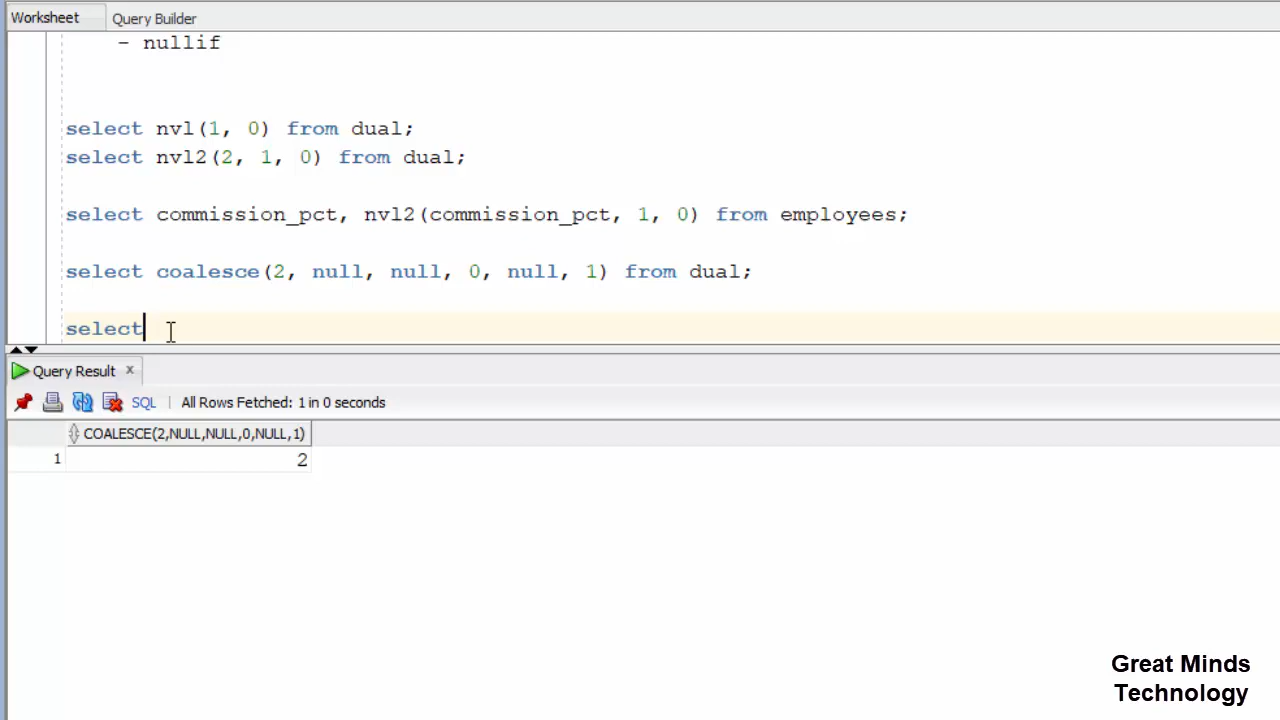 Worksheet Query Builder
- nullif
select nvl(1, 0) from dual;
select nvl2(2, 1, 0) from dual;
select commission_pct, nvl2(commission_pct, 1, 0) from employees;
select coalesce(2, null, null, 0, null, 1) from dual;
select
Query Result x
SQL | All Rows Fetched: 1 in 0 seconds
COALESCE(2,NULL,NULL,0,NULL,1)
1 2
Great Minds
Technology